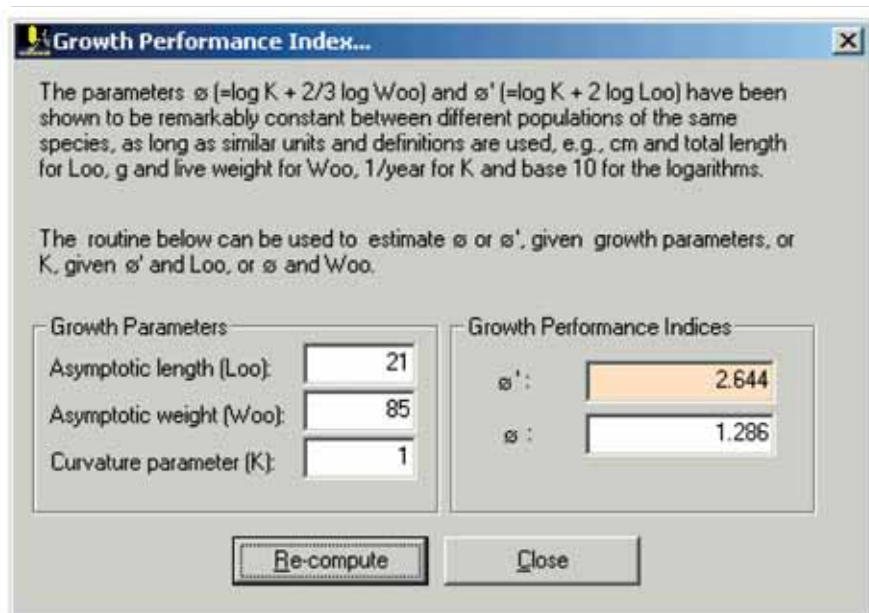 Growth Performance Index...
The parameters ø (=log K + 2/3 log Woo) and ø' (=log K + 2 log Loo) have been
shown to be remarkably constant between different populations of the same
species, as long as similar units and definitions are used, e.g., cm and total length
for Loo, g and live weight for Woo, 1/year for K and base 10 for the logarithms.
The routine below can be used to estimate ø or ø', given growth parameters, or
K, given ø' and Loo, or ø and Woo.
Growth Parameters
Asymptotic length (Loo): 21
Asymptotic weight (Woo): 85
Curvature parameter (K): 1
Growth Performance Indices
ø': 2.644
ø : 1.286
Re-compute
Close